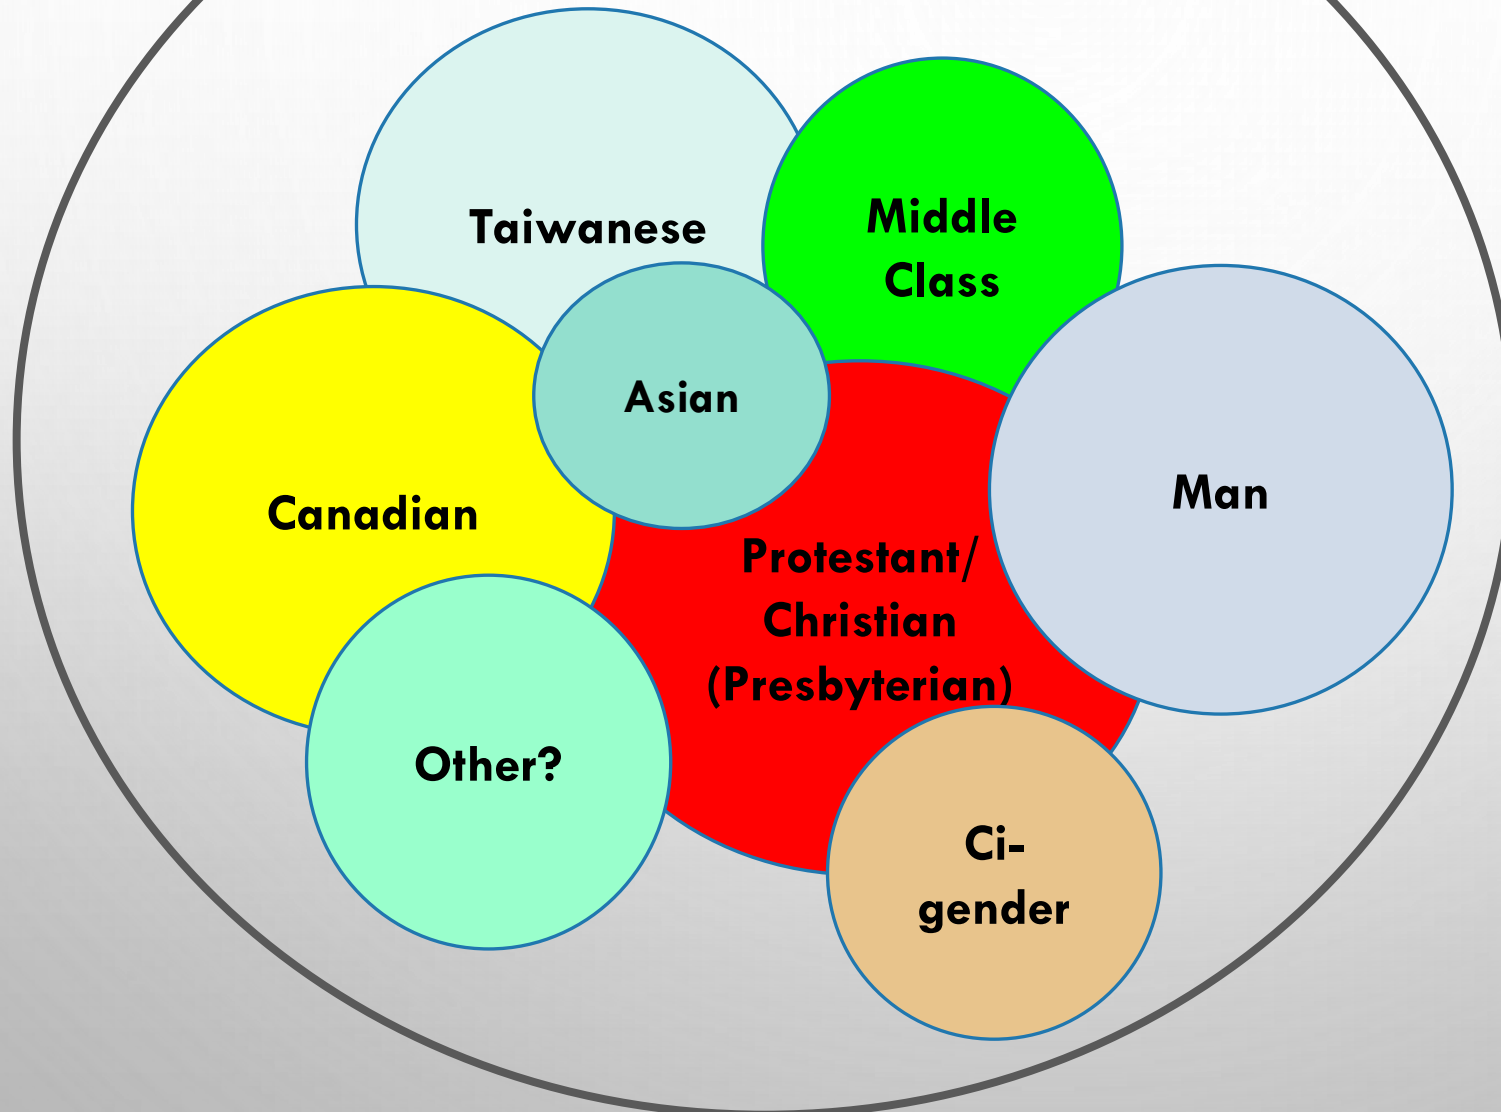 Taiwanese
Middle
Class
Asian
Canadian
Man
Protestant/
Christian
(Presbyterian)
Other?
Ci-
gender